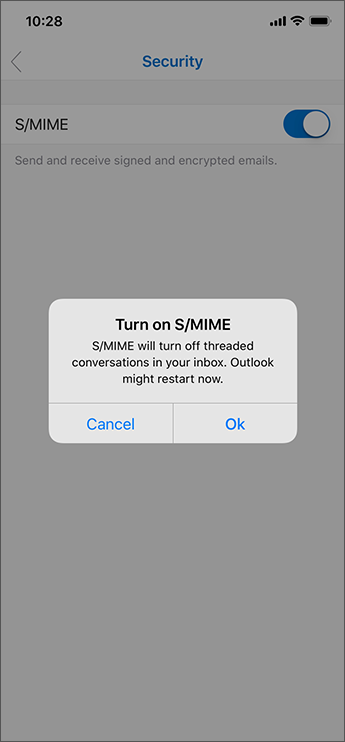 10:28
Security
S/MIME
Send and receive signed and encrypted emails.
Turn on S/MIME
S/MIME will turn off threaded
conversations in your inbox. Outlook
might restart now.
Cancel
Ok